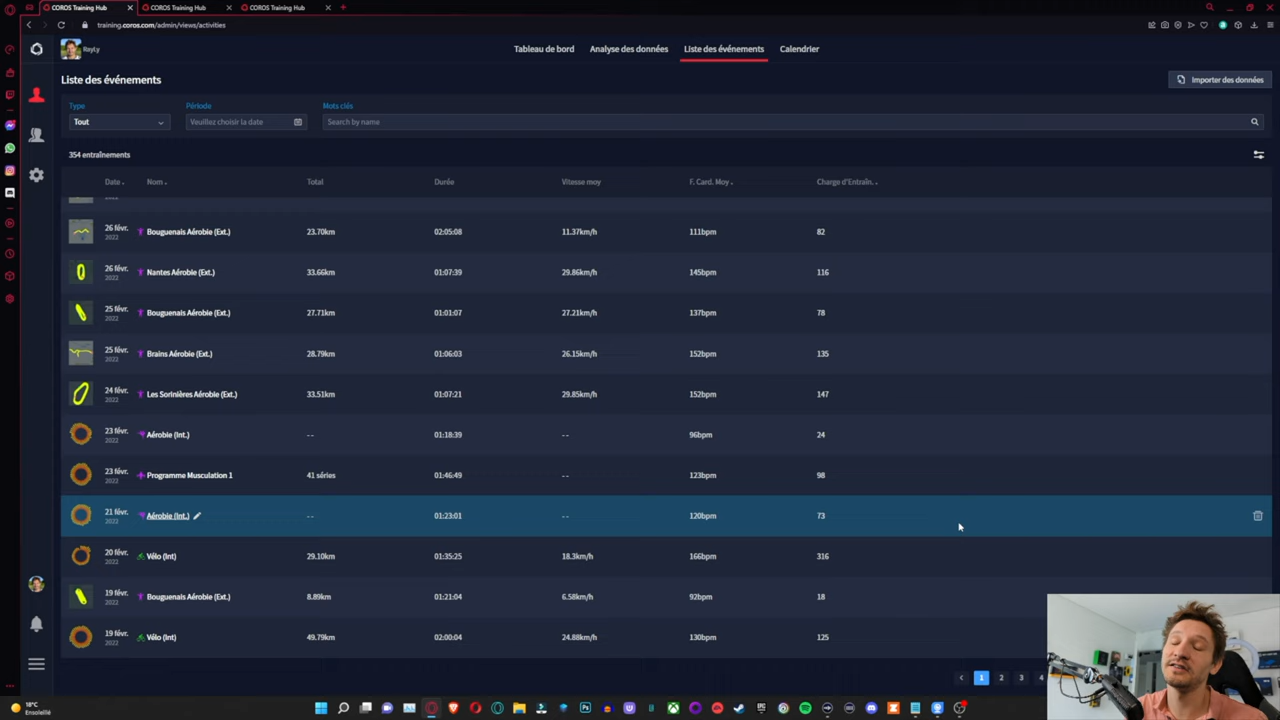 COROS Training Hub
COROS Training Hub
COROS Training Hub
training.coros.com/admin/views/activities
RayLy
Tableau de bord
Analyse des données
Liste des événements
Calendrier
Liste des événements
Importer des données
Type
Période
Mots clés
Tout
Veuillez choisir la date
Search by name
354 entraînements
Date
Nom
Total
Durée
Vitesse moy
F. Card. Moy
Charge d'Entraîn.
26 févr. 2022 Bouguenais Aérobie (Ext.) 23.70km 02:05:08 11.37km/h 111bpm 82
26 févr. 2022 Nantes Aérobie (Ext.) 33.66km 01:07:39 29.86km/h 145bpm 116
25 févr. 2022 Bouguenais Aérobie (Ext.) 27.71km 01:01:07 27.21km/h 137bpm 78
25 févr. 2022 Brains Aérobie (Ext.) 28.79km 01:06:03 26.15km/h 152bpm 135
24 févr. 2022 Les Sorinières Aérobie (Ext.) 33.51km 01:07:21 29.85km/h 152bpm 147
23 févr. 2022 Aérobie (Int.) -- 01:18:39 -- 96bpm 24
23 févr. 2022 Programme Musculation 1 41 séries 01:46:49 -- 123bpm 98
21 févr. 2022 Aérobie (Int.) -- 01:23:01 -- 120bpm 73
20 févr. 2022 Vélo (Int) 29.10km 01:35:25 18.3km/h 166bpm 316
19 févr. 2022 Bouguenais Aérobie (Ext.) 8.89km 01:21:04 6.58km/h 92bpm 18
19 févr. 2022 Vélo (Int) 49.79km 02:00:04 24.88km/h 130bpm 125
1 2 3 4
18°C
Ensoleillé